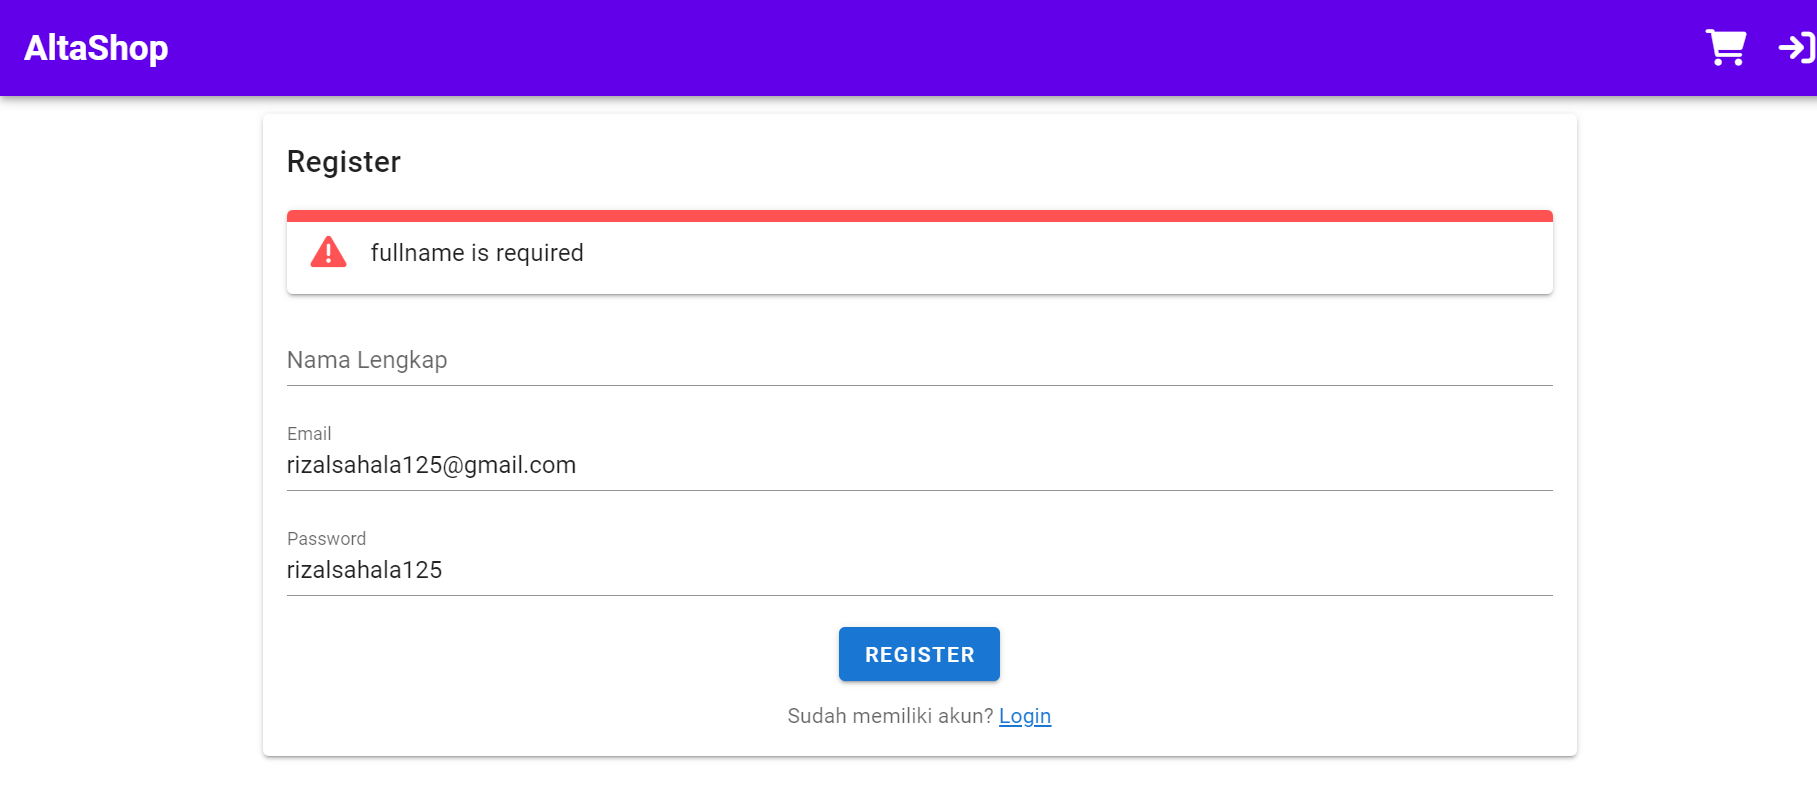 AltaShop
Register
fullname is required
Nama Lengkap
Email
rizalsahala125@gmail.com
Password
rizalsahala125
REGISTER
Sudah memiliki akun? Login